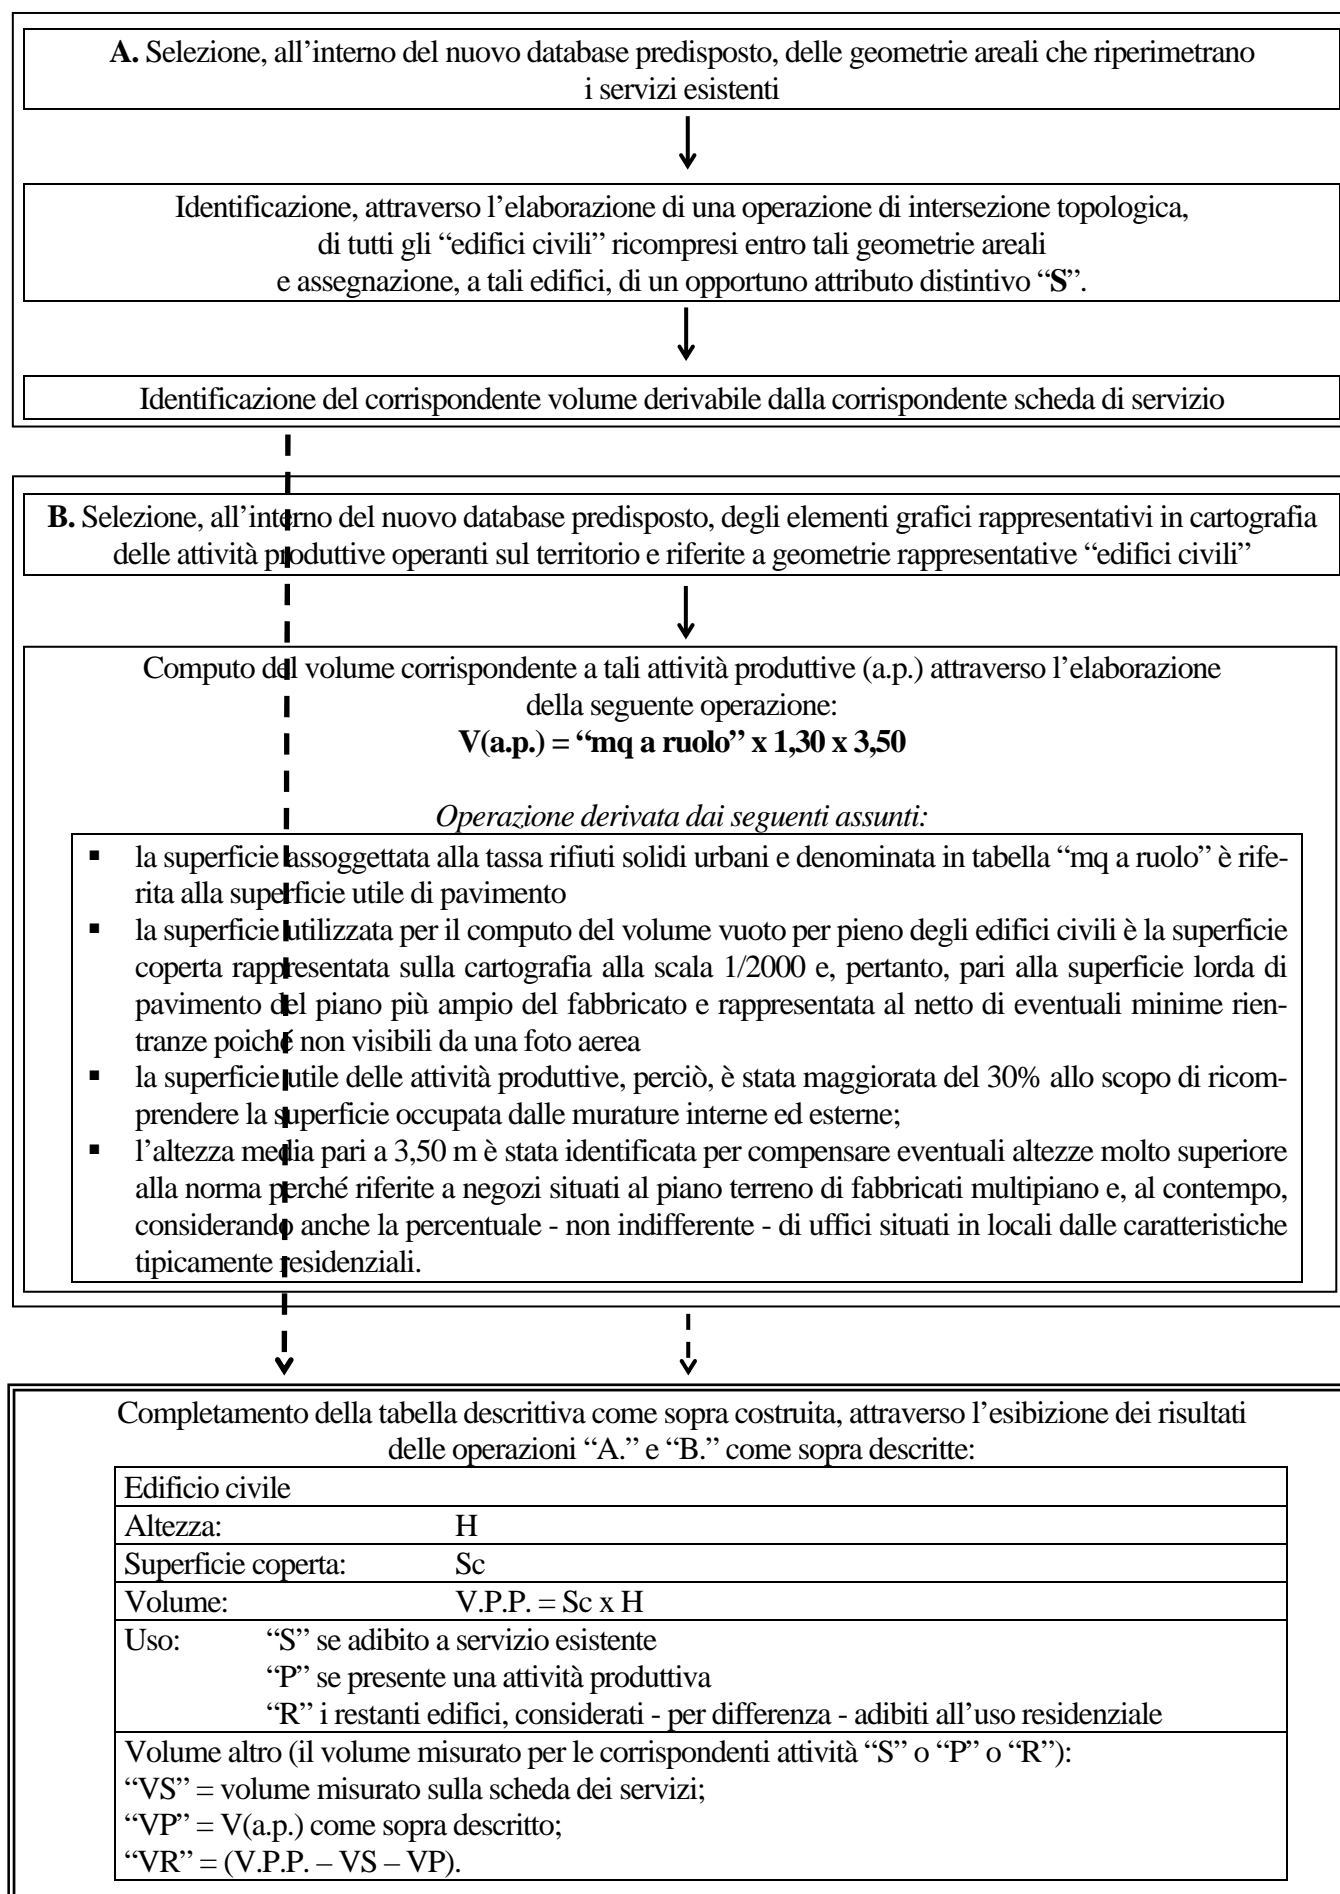 A. Selezione, all’interno del nuovo database predisposto, delle geometrie areali che riperimetrano
i servizi esistenti
Identificazione, attraverso l’elaborazione di una operazione di intersezione topologica,
di tutti gli “edifici civili” ricompresi entro tali geometrie areali
e assegnazione, a tali edifici, di un opportuno attributo distintivo “S”.
Identificazione del corrispondente volume derivabile dalla corrispondente scheda di servizio
B. Selezione, all’interno del nuovo database predisposto, degli elementi grafici rappresentativi in cartografia
delle attività produttive operanti sul territorio e riferite a geometrie rappresentative “edifici civili”
Computo del volume corrispondente a tali attività produttive (a.p.) attraverso l’elaborazione
della seguente operazione:
V(a.p.) = “mq a ruolo” x 1,30 x 3,50
Operazione derivata dai seguenti assunti:
▪ la superficie assoggettata alla tassa rifiuti solidi urbani e denominata in tabella “mq a ruolo” è rife-
rita alla superficie utile di pavimento
▪ la superficie utilizzata per il computo del volume vuoto per pieno degli edifici civili è la superficie
coperta rappresentata sulla cartografia alla scala 1/2000 e, pertanto, pari alla superficie lorda di
pavimento del piano più ampio del fabbricato e rappresentata al netto di eventuali minime rien-
tranze poiché non visibili da una foto aerea
▪ la superficie utile delle attività produttive, perciò, è stata maggiorata del 30% allo scopo di ricom-
prendere la superficie occupata dalle murature interne ed esterne;
▪ l’altezza media pari a 3,50 m è stata identificata per compensare eventuali altezze molto superiore
alla norma perché riferite a negozi situati al piano terreno di fabbricati multipiano e, al contempo,
considerando anche la percentuale - non indifferente - di uffici situati in locali dalle caratteristiche
tipicamente residenziali.
Completamento della tabella descrittiva come sopra costruita, attraverso l’esibizione dei risultati
delle operazioni “A.” e “B.” come sopra descritte:
Edificio civile
Altezza: H
Superficie coperta: Sc
Volume: V.P.P. = Sc x H
Uso: “S” se adibito a servizio esistente
“P” se presente una attività produttiva
“R” i restanti edifici, considerati - per differenza - adibiti all’uso residenziale
Volume altro (il volume misurato per le corrispondenti attività “S” o “P” o “R”):
“VS” = volume misurato sulla scheda dei servizi;
“VP” = V(a.p.) come sopra descritto;
“VR” = (V.P.P. – VS – VP).